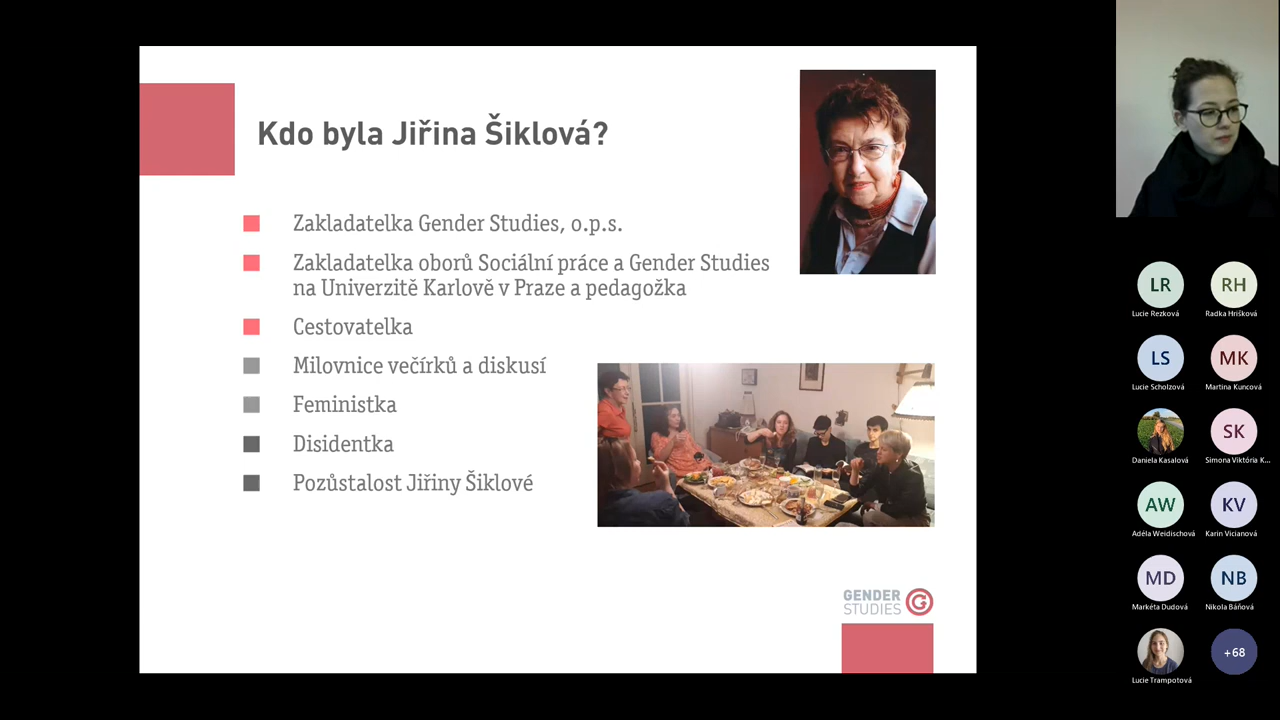 Kdo byla Jiřina Šiklová?
Zakladatelka Gender Studies, o.p.s.
Zakladatelka oborů Sociální práce a Gender Studies
na Univerzitě Karlově v Praze a pedagožka
Cestovatelka
Milovnice večírků a diskusí
Feministka
Disidentka
Pozůstalost Jiřiny Šiklové
GENDER
STUDIES
G
LR
RH
Lucie Rezková
Radka Hrišková
LS
MK
Lucie Scholzová
Martina Kuncová
SK
Daniela Kasalová
Simona Viktória K...
AW
KV
Adéla Weidischová
Karin Vicianová
MD
NB
Markéta Dudová
Nikola Báňová
+68
Lucie Trampotová